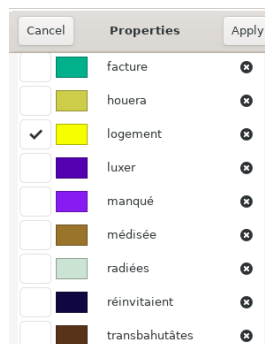 Cancel Properties Apply
facture
houera
logement
luxer
manqué
médisée
radiées
réinvitaient
transbahutâtes